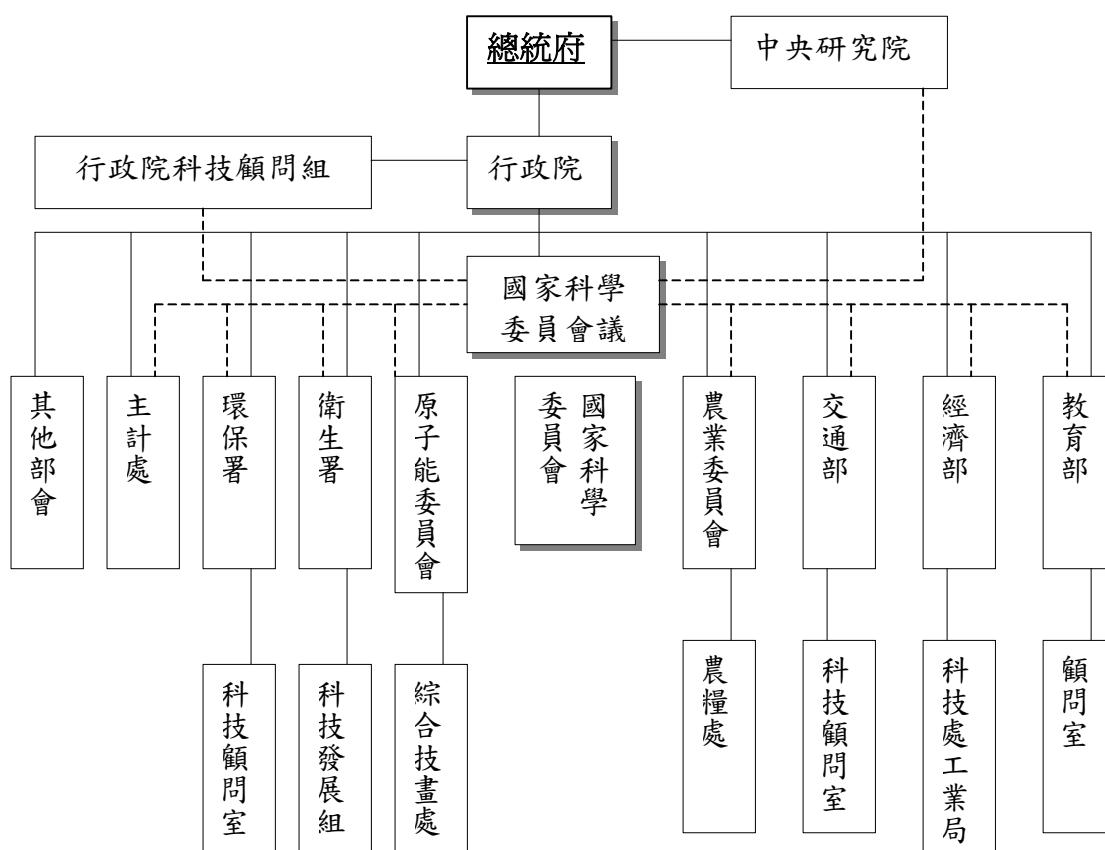 總統府
中央研究院
行政院科技顧問組
行政院
國家科學
委員會議
其他部會
主計處
環保署
衛生署
原子能委員會
國家科學
委員會
農業委員會
交通部
經濟部
教育部
科技顧問室
科技發展組
綜合技畫處
農糧處
科技顧問室
科技處工業局
顧問室